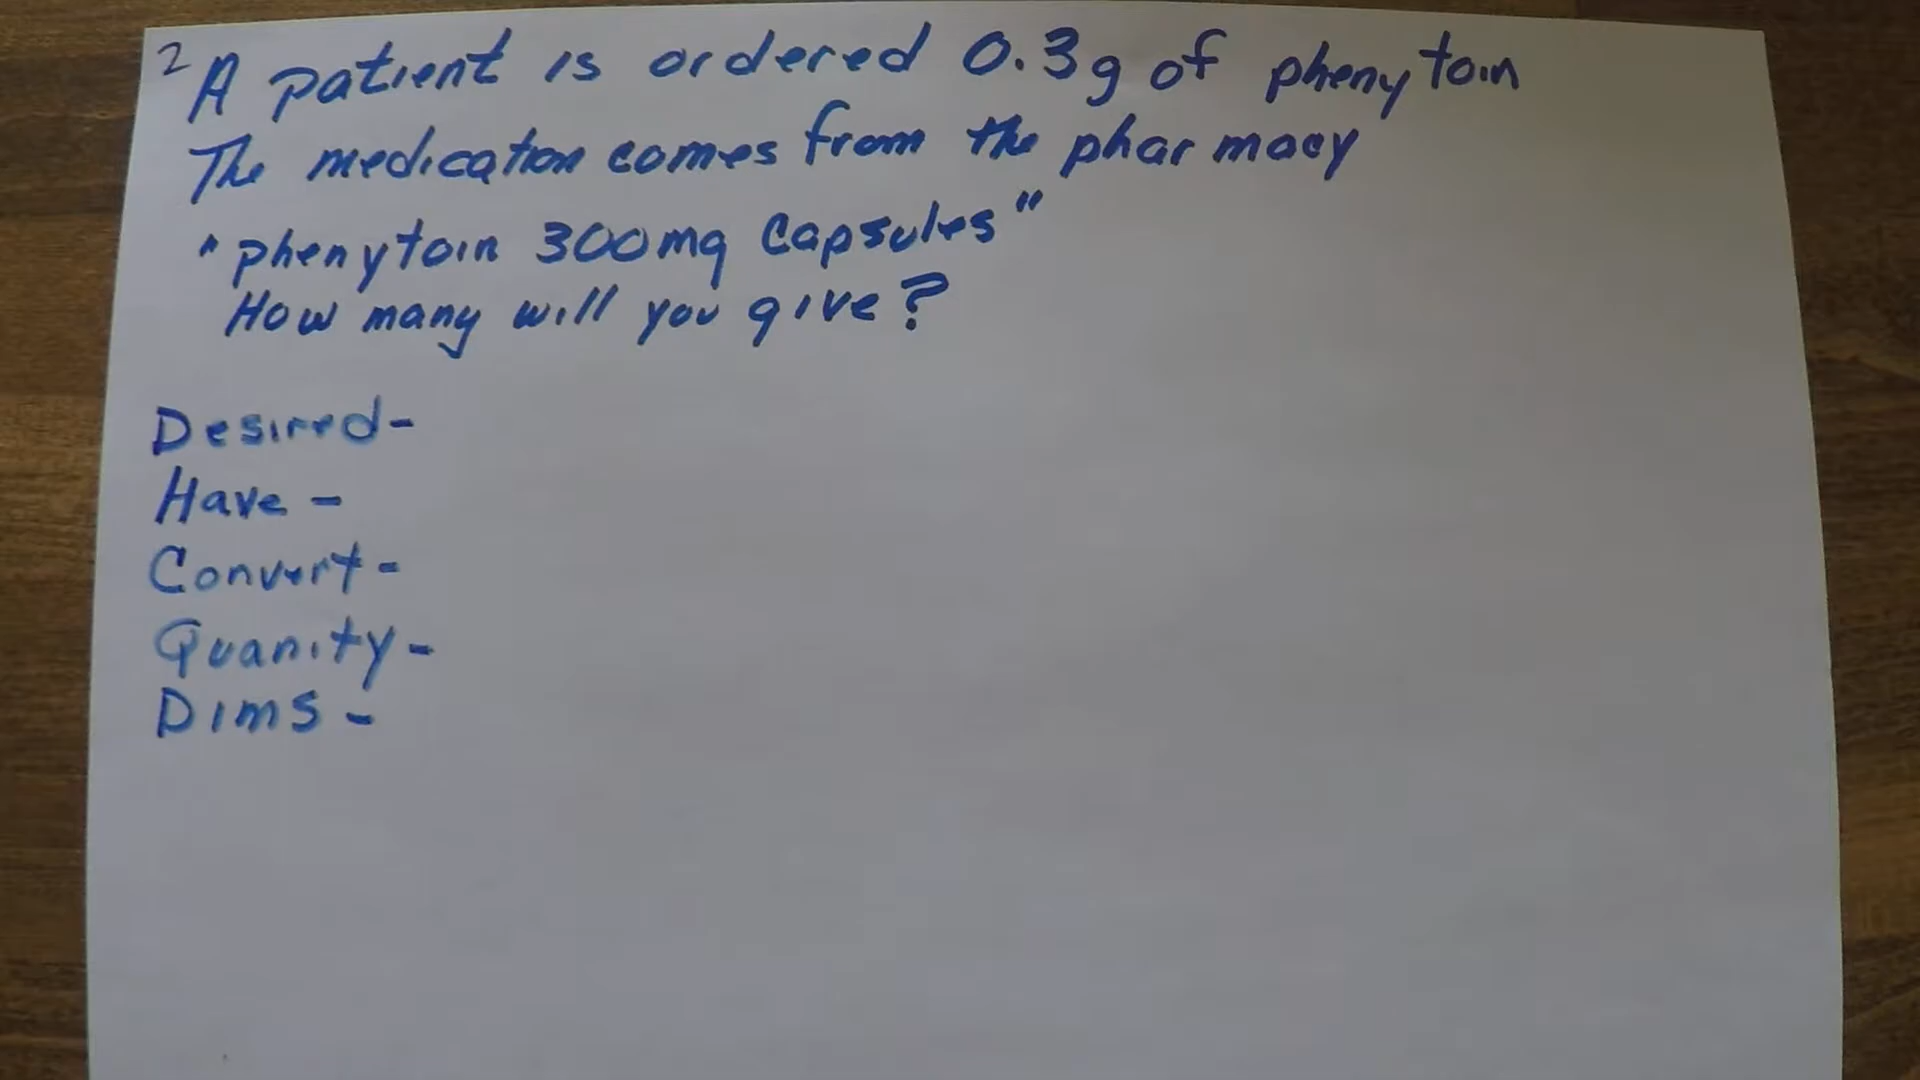 2 A patient is ordered 0.3g of phenytoin
The medication comes from the pharmacy
"phenytoin 300mg Capsules"
How many will you give?
Desired-
Have -
Convert-
Quanity-
Dims -